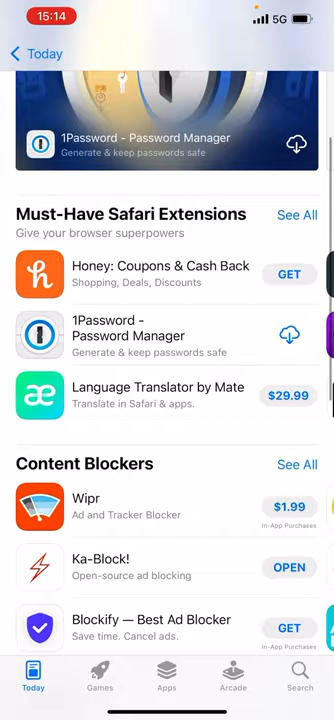 15:14
5G
Today
1Password - Password Manager
Generate & keep passwords safe
Must-Have Safari Extensions
See All
Give your browser superpowers
Honey: Coupons & Cash Back
Shopping, Deals, Discounts
GET
1Password -
Password Manager
Generate & keep passwords safe
Language Translator by Mate
Translate in Safari & apps.
$29.99
Content Blockers
See All
Wipr
Ad and Tracker Blocker
$1.99
In-App Purchases
Ka-Block!
Open-source ad blocking
OPEN
Blockify — Best Ad Blocker
Save time. Cancel ads.
GET
In-App Purchases
Today
Games
Apps
Arcade
Search